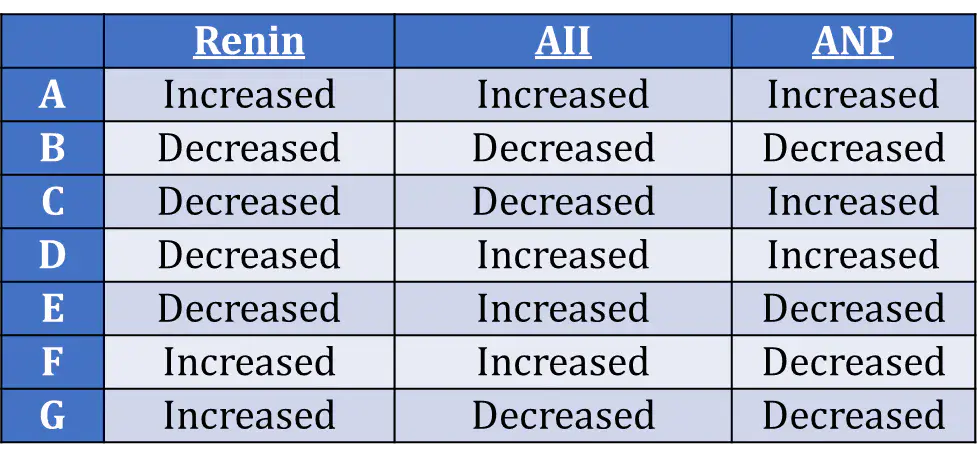 Renin AII ANP
A Increased Increased Increased
B Decreased Decreased Decreased
C Decreased Decreased Increased
D Decreased Increased Increased
E Decreased Increased Decreased
F Increased Increased Decreased
G Increased Decreased Decreased